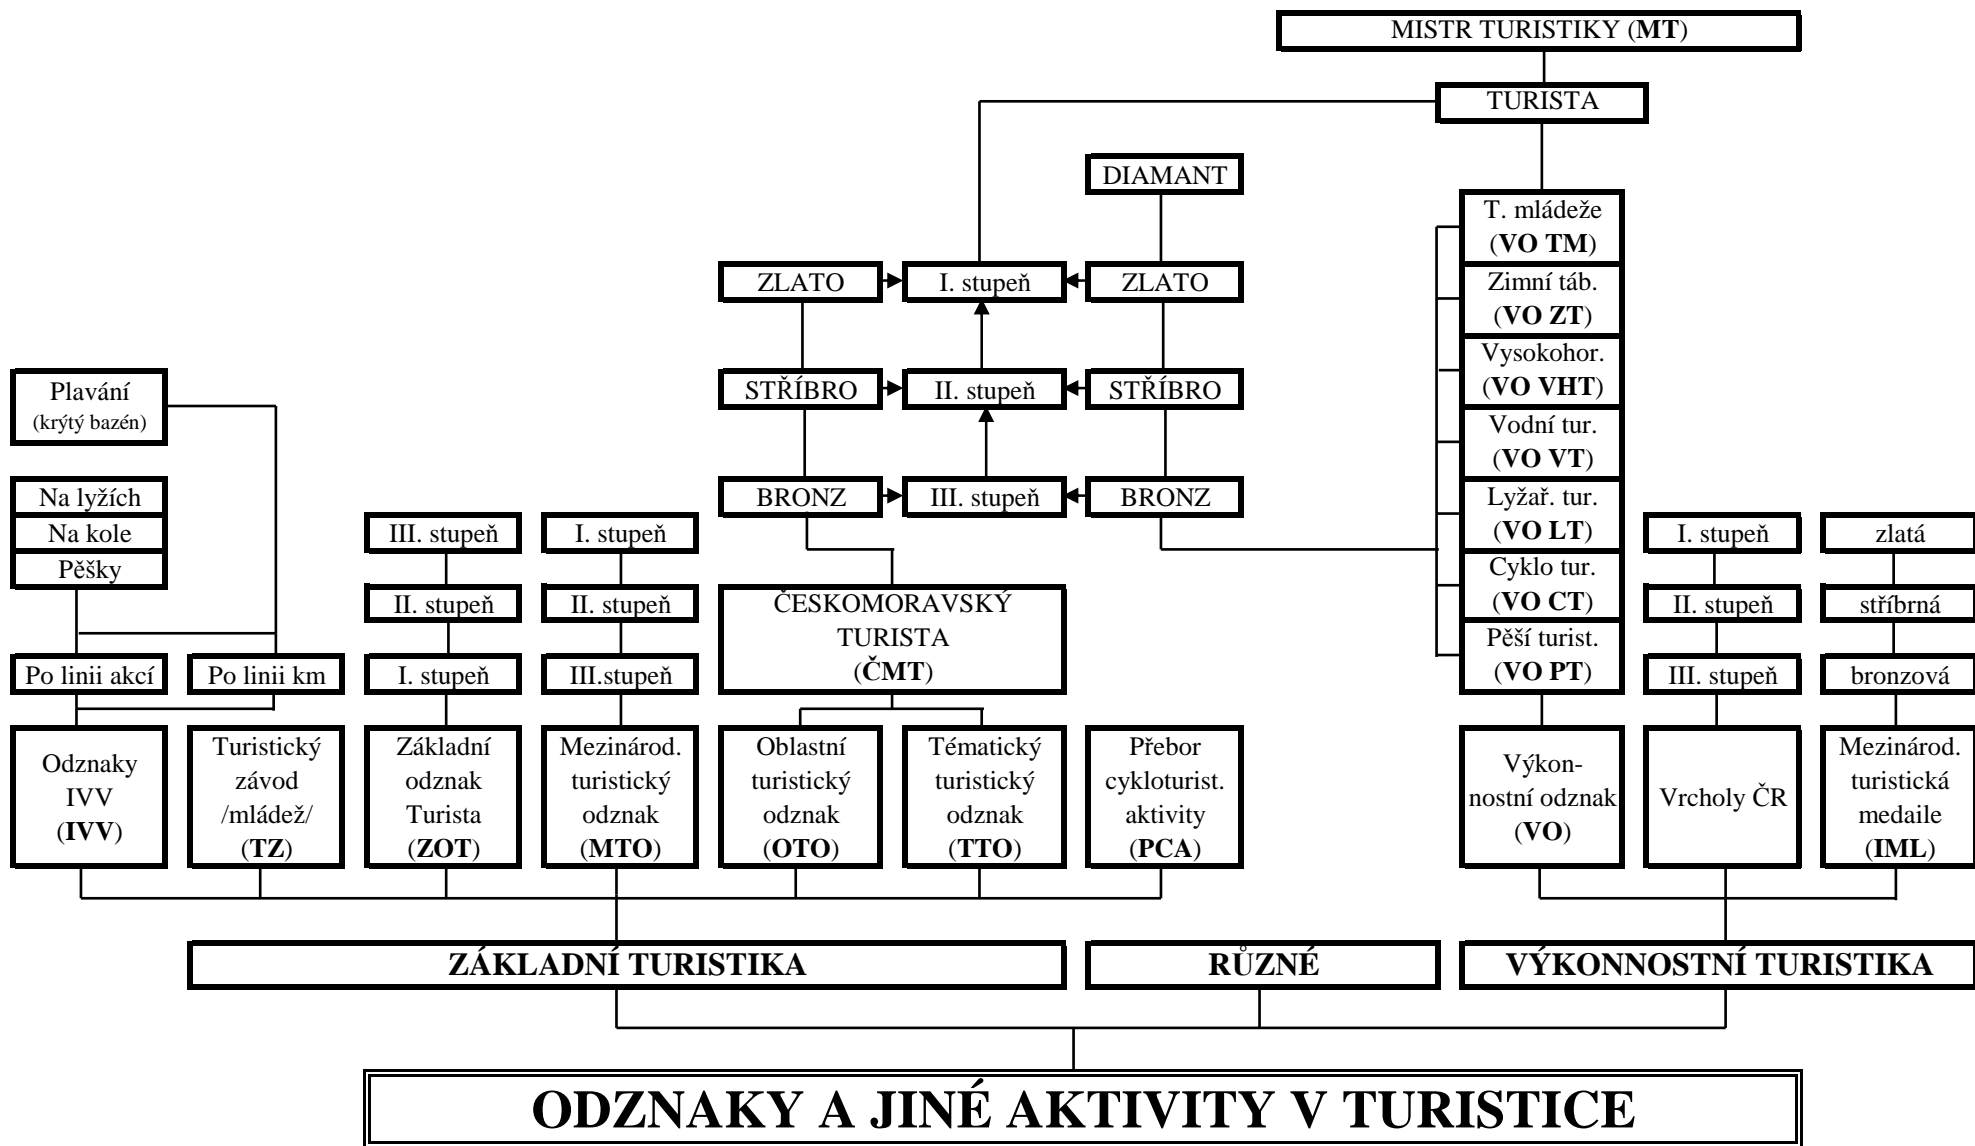 MISTR TURISTIKY (MT)
TURISTA
DIAMANT
T. mládeže
(VO TM)
ZLATO
I. stupeň
ZLATO
Zimní táb.
(VO ZT)
Vysokohor.
(VO VHT)
Plavání
(krýtý bazén)
STŘÍBRO
II. stupeň
STŘÍBRO
Vodní tur.
(VO VT)
Na lyžích
Na kole
Pěšky
BRONZ
III. stupeň
BRONZ
Lyžař. tur.
(VO LT)
III. stupeň
I. stupeň
I. stupeň
zlatá
Cyklo tur.
(VO CT)
II. stupeň
II. stupeň
II. stupeň
stříbrná
ČESKOMORAVSKÝ
TURISTA
(ČMT)
Pěší turist.
(VO PT)
Po linii akcí
Po linii km
I. stupeň
III.stupeň
III. stupeň
bronzová
Odznaky
IVV
(IVV)
Turistický
závod
/mládež/
(TZ)
Základní
odznak
Turista
(ZOT)
Mezinárod.
turistický
odznak
(MTO)
Oblastní
turistický
odznak
(OTO)
Tématický
turistický
odznak
(TTO)
Přebor
cykloturist.
aktivity
(PCA)
Výkon-
nostní odznak
(VO)
Vrcholy ČR
Mezinárod.
turistická
medaile
(IML)
ZÁKLADNÍ TURISTIKA
RŮZNÉ
VÝKONNOSTNÍ TURISTIKA
ODZNAKY A JINÉ AKTIVITY V TURISTICE